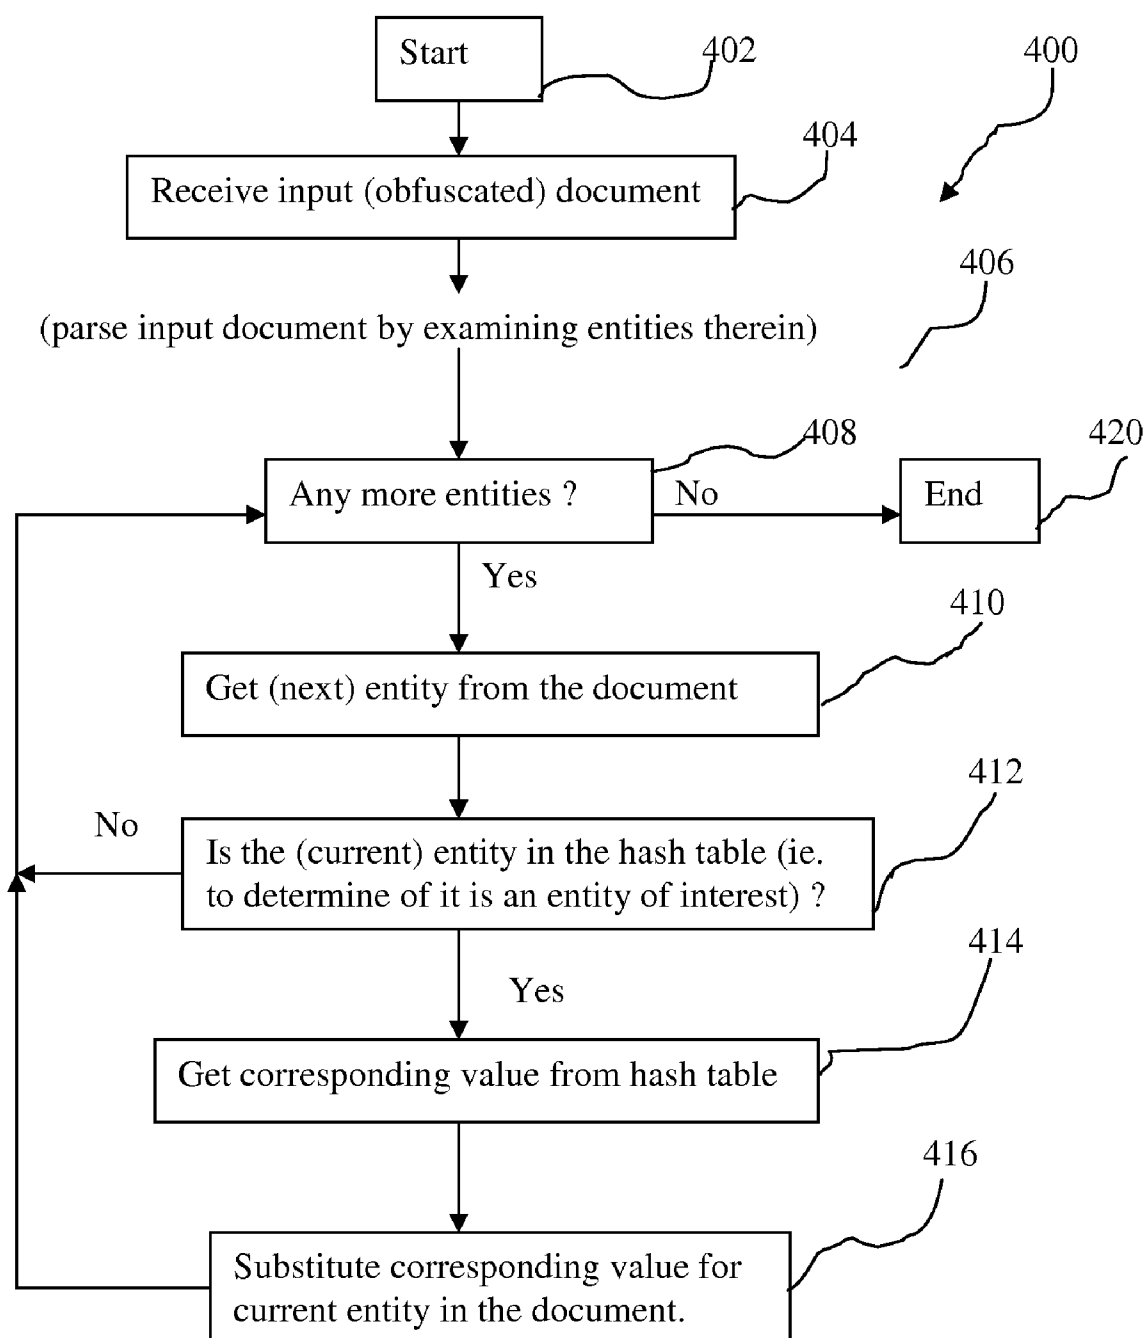 Start
402
400
404
Receive input (obfuscated) document
406
(parse input document by examining entities therein)
408
420
Any more entities ?
No
End
Yes
410
Get (next) entity from the document
412
No
Is the (current) entity in the hash table (ie.
to determine of it is an entity of interest) ?
414
Yes
Get corresponding value from hash table
416
Substitute corresponding value for
current entity in the document.